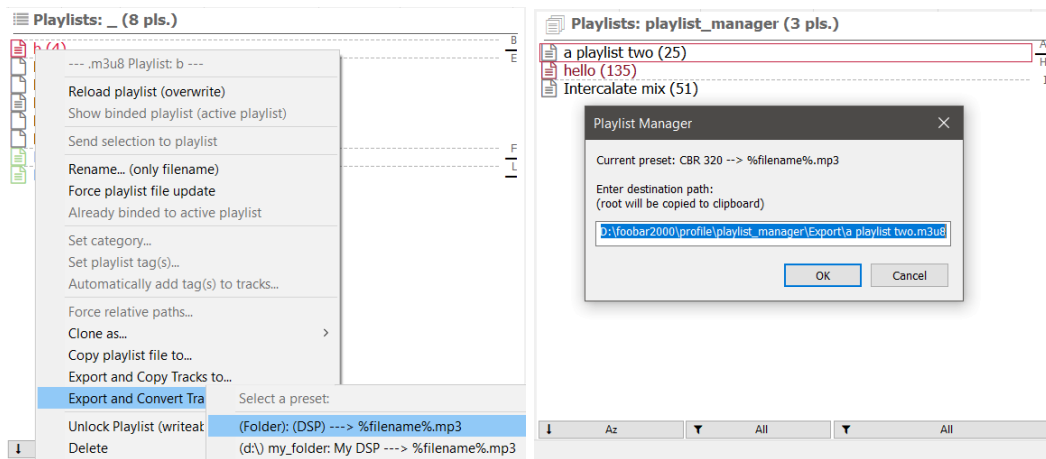 Playlists: _ (8 pls.)
b (4)
B
E
--- .m3u8 Playlist: b ---
Reload playlist (overwrite)
Show binded playlist (active playlist)
Send selection to playlist
F
Rename... (only filename)
L
Force playlist file update
Already binded to active playlist
Set category...
Set playlist tag(s)...
Automatically add tag(s) to tracks...
Force relative paths...
Clone as...
Copy playlist file to...
Export and Copy Tracks to...
Export and Convert Tra
Select a preset:
Unlock Playlist (writeab
(Folder): (DSP) ---> %filename%.mp3
Delete
(d:\) my_folder: My DSP ---> %filename%.mp3
Playlists: playlist_manager (3 pls.)
a playlist two (25)
A
hello (135)
H
Intercalate mix (51)
I
Playlist Manager
Current preset: CBR 320 --> %filename%.mp3
Enter destination path:
(root will be copied to clipboard)
D:\foobar2000\profile\playlist_manager\Export\a playlist two.m3u8
OK
Cancel
Az
All
All